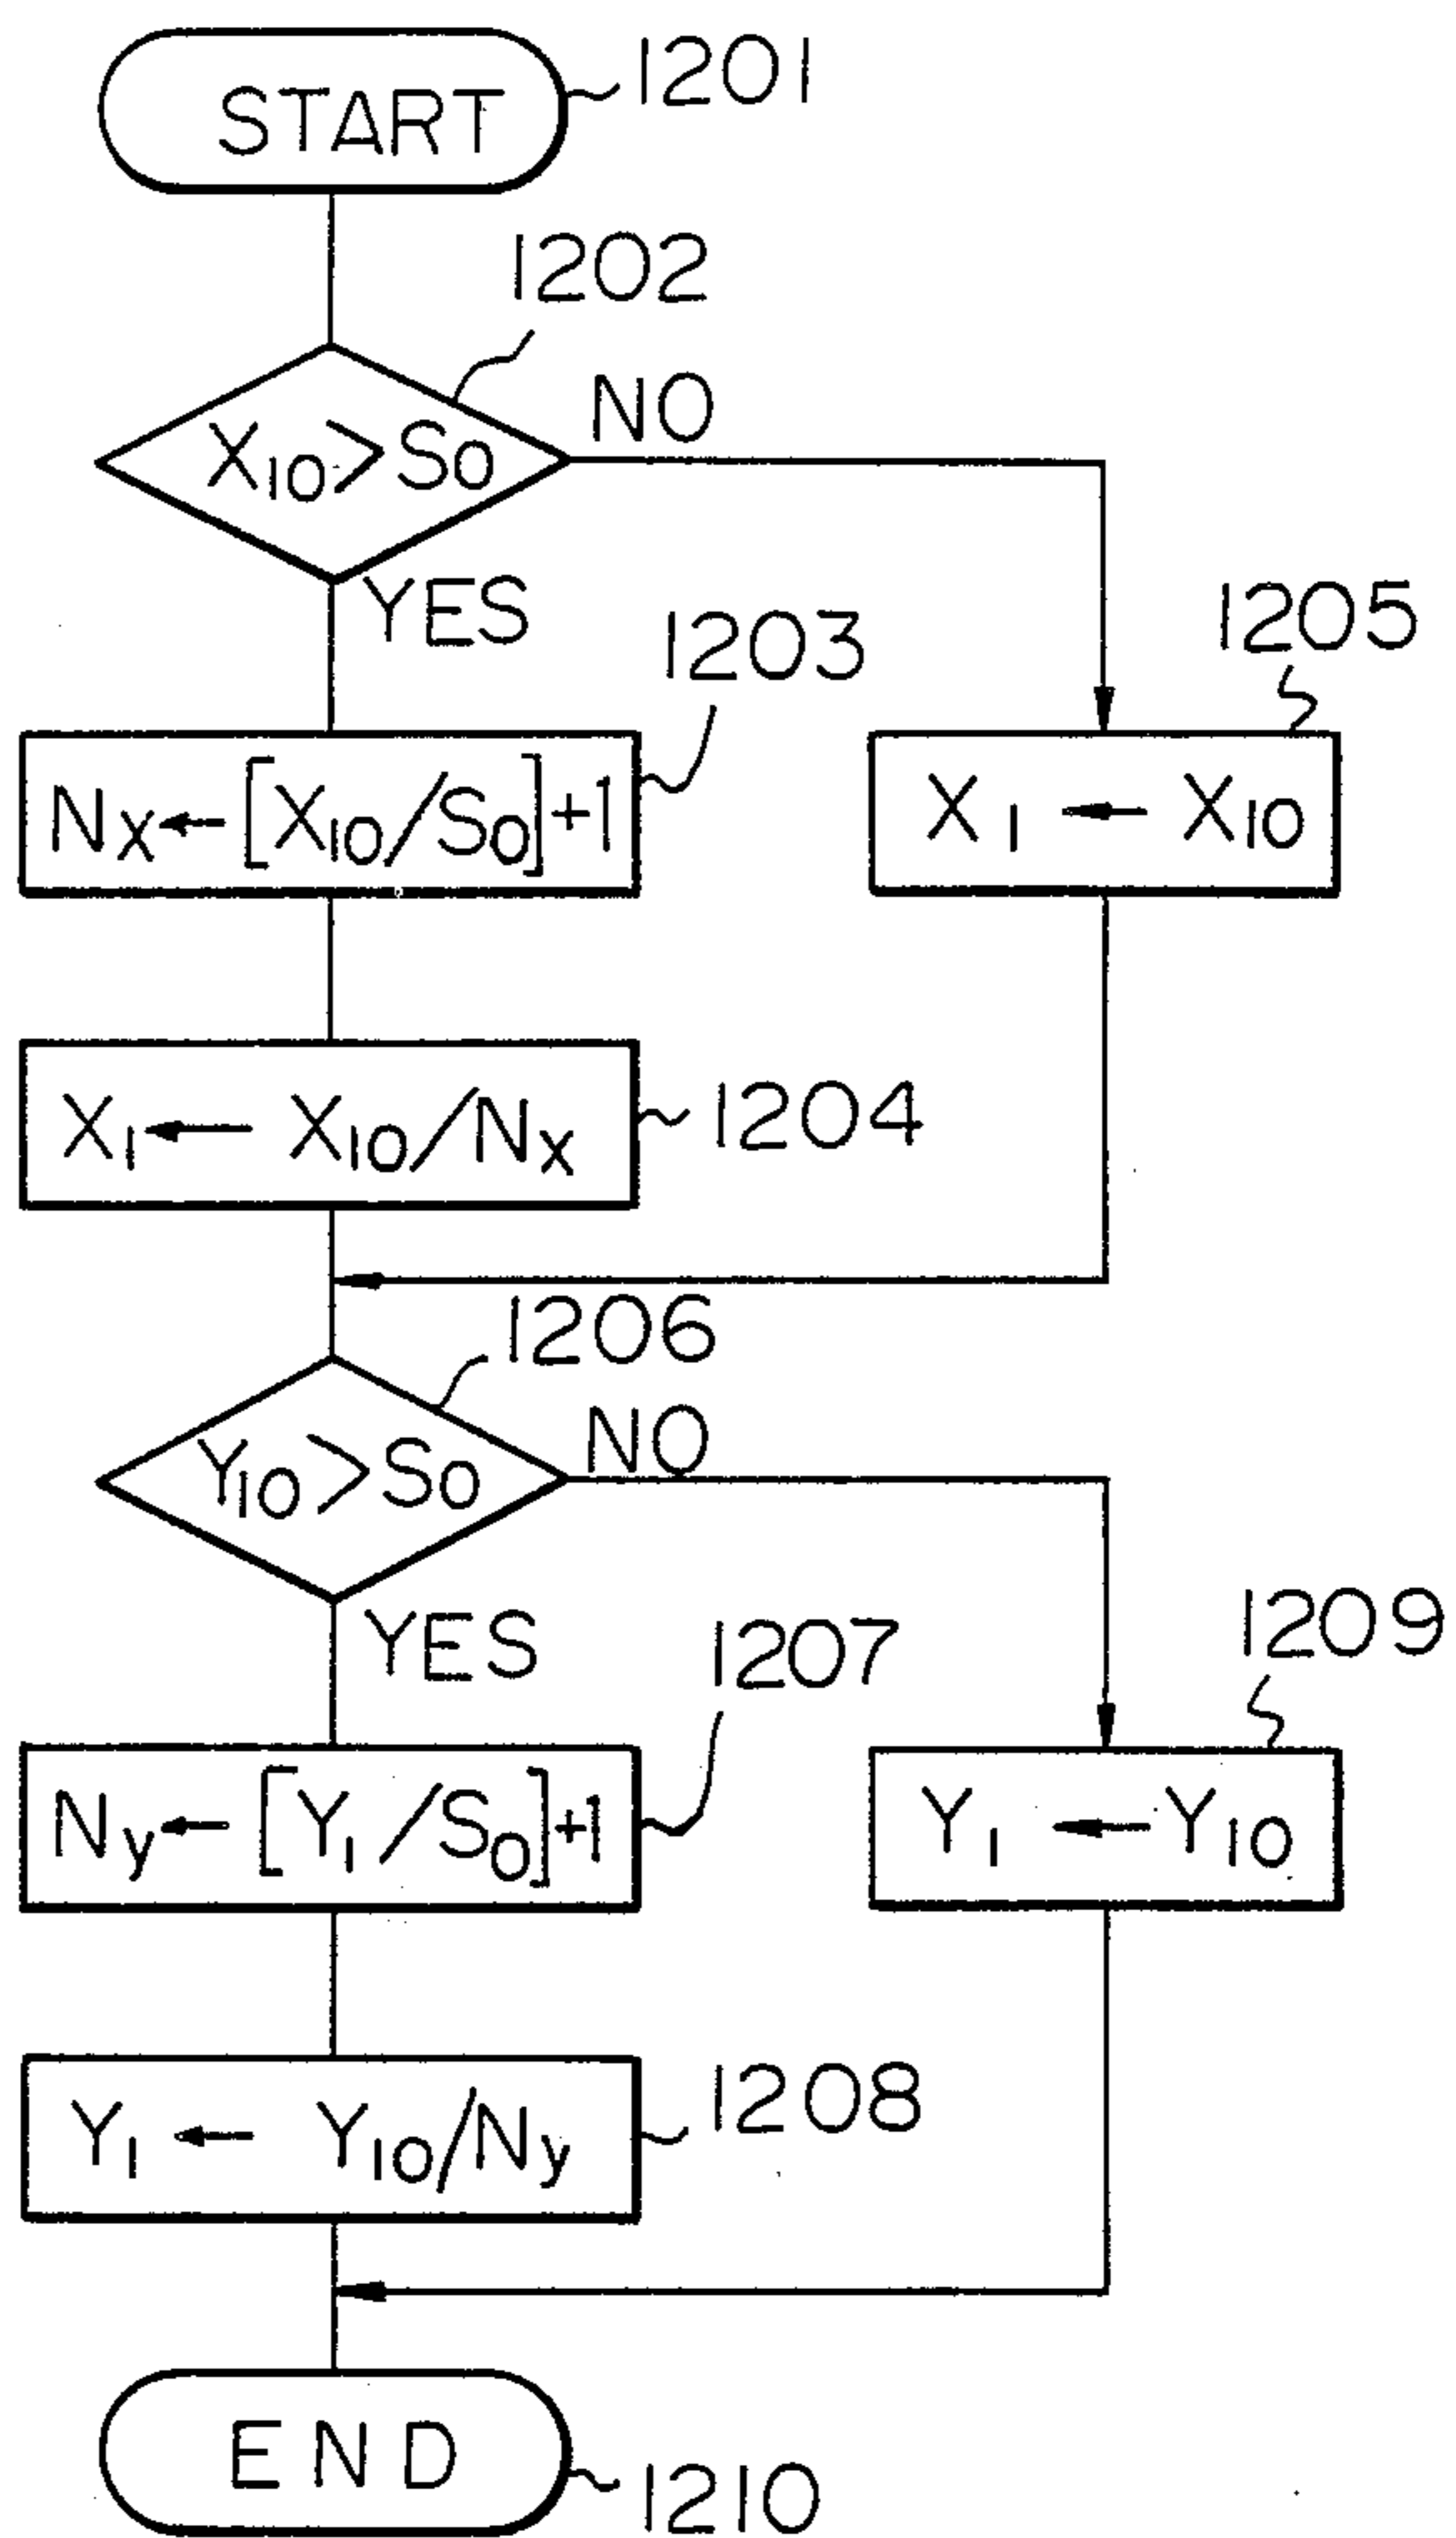 START
1201
1202
X₁₀>S₀
NO
YES
1203
1205
Nx←[X₁₀/S₀]+1
X₁ ← X₁₀
X₁ ← X₁₀/Nx
1204
1206
Y₁₀>S₀
NO
YES
1207
1209
Ny←[Y₁/S₀]+1
Y₁ ← Y₁₀
Y₁ ← Y₁₀/Ny
1208
END
1210